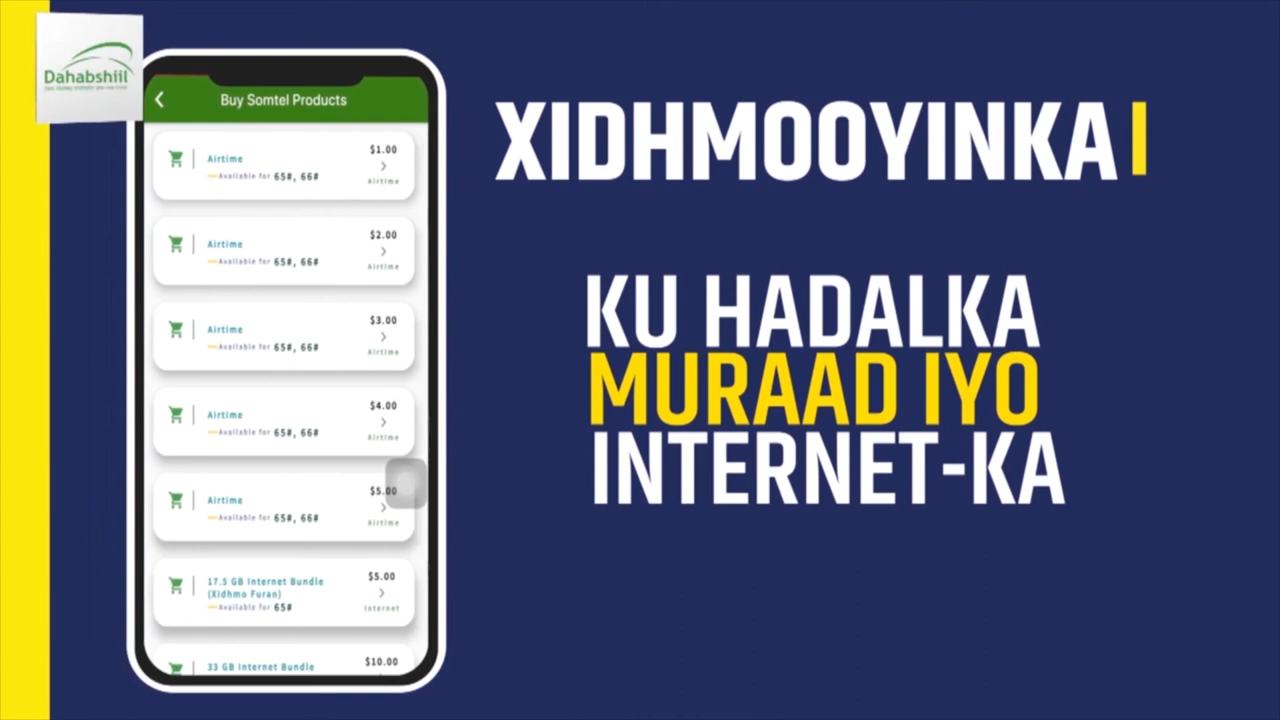 Dahabshiil
Buy Somtel Products
Airtime
Available for 65#, 66#
$1.00
Airtime
Airtime
Available for 65#, 66#
$2.00
Airtime
Airtime
Available for 65#, 66#
$3.00
Airtime
Airtime
Available for 65#, 66#
$4.00
Airtime
Airtime
Available for 65#, 66#
$5.00
Airtime
17.5 GB Internet Bundle
(Xidhmo Furan)
Available for 65#
$5.00
Internet
33 GB Internet Bundle
$10.00
XIDHMOOYINKA
KU HADALKA
MURAAD IYO
INTERNET-KA